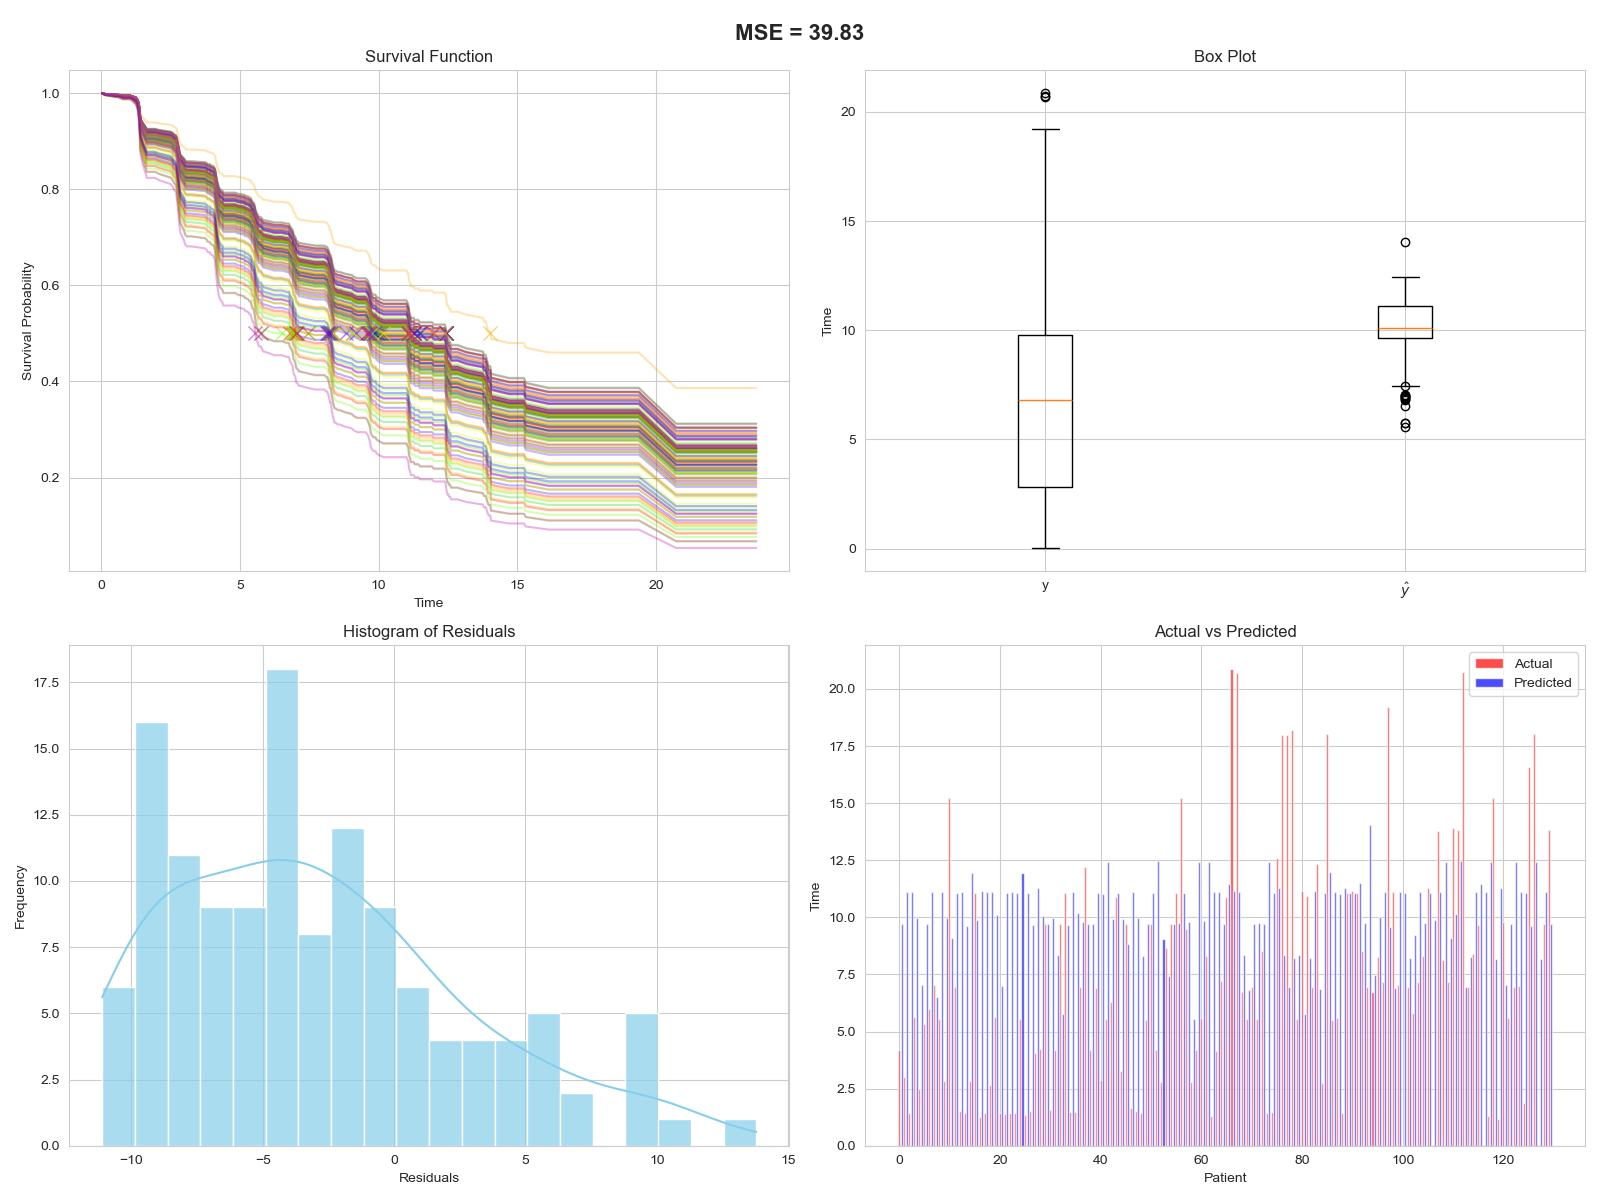 MSE = 39.83
Survival Function
1.0
0.8
0.6
0.4
0.2
Survival Probability
0 5 10 15 20
Time
Box Plot
20
15
10
5
0
Time
y ŷ
Histogram of Residuals
17.5
15.0
12.5
10.0
7.5
5.0
2.5
0.0
Frequency
−10 −5 0 5 10 15
Residuals
Actual vs Predicted
Actual
Predicted
20.0
17.5
15.0
12.5
10.0
7.5
5.0
2.5
0.0
Time
0 20 40 60 80 100 120
Patient